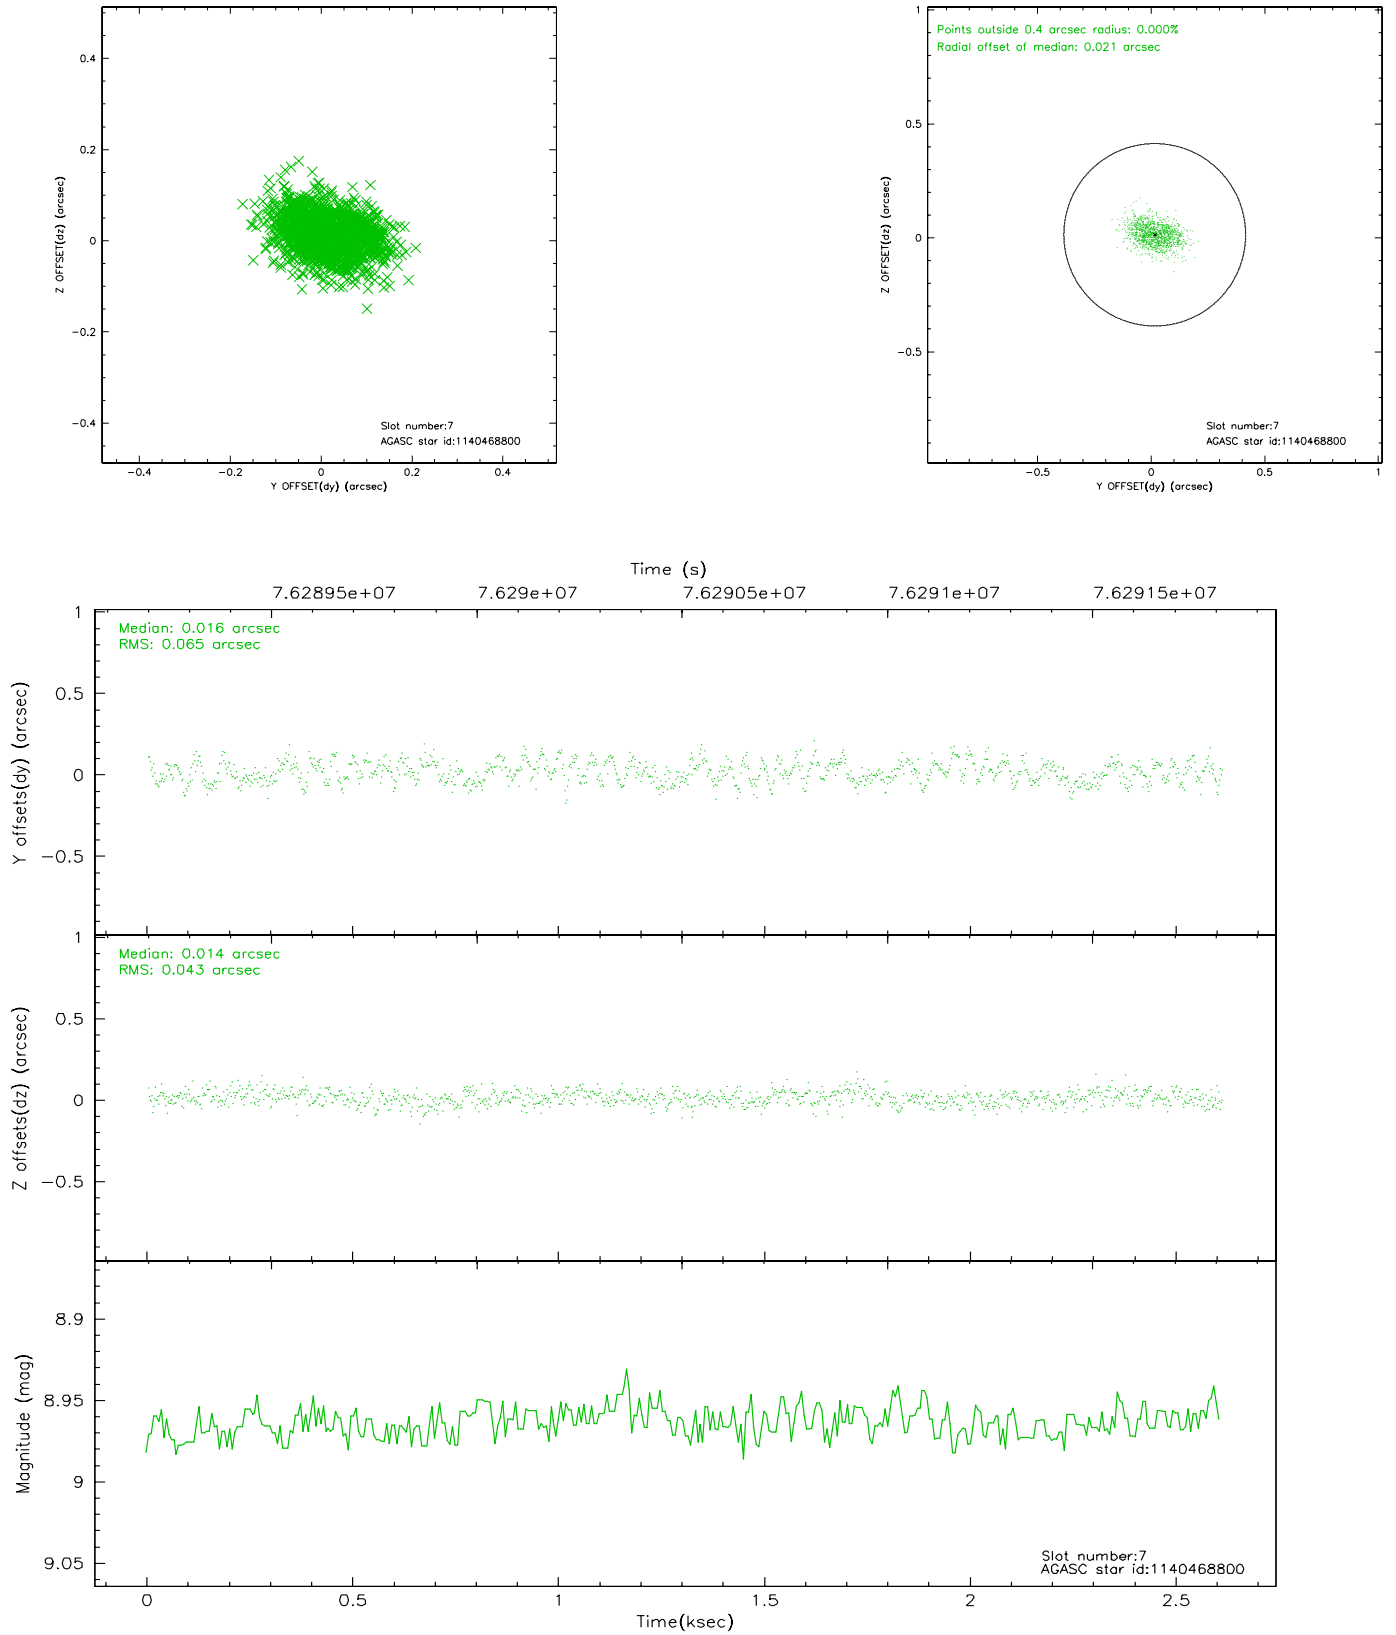 0.4
0.2
0
−0.2
−0.4
Z OFFSET(dz) (arcsec)
Slot number:7
AGASC star id:1140468800
−0.4 −0.2 0 0.2 0.4
Y OFFSET(dy) (arcsec)
Points outside 0.4 arcsec radius: 0.000%
Radial offset of median: 0.021 arcsec
1
0.5
0
−0.5
Z OFFSET(dz) (arcsec)
Slot number:7
AGASC star id:1140468800
−0.5 0 0.5 1
Y OFFSET(dy) (arcsec)
Time (s)
7.62895e+07 7.629e+07 7.62905e+07 7.6291e+07 7.62915e+07
Median: 0.016 arcsec
RMS: 0.065 arcsec
1
0.5
0
−0.5
Y offsets(dy) (arcsec)
Median: 0.014 arcsec
RMS: 0.043 arcsec
1
0.5
0
−0.5
Z offsets(dz) (arcsec)
8.9
8.95
9
9.05
Magnitude (mag)
Slot number:7
AGASC star id:1140468800
0 0.5 1 1.5 2 2.5
Time(ksec)